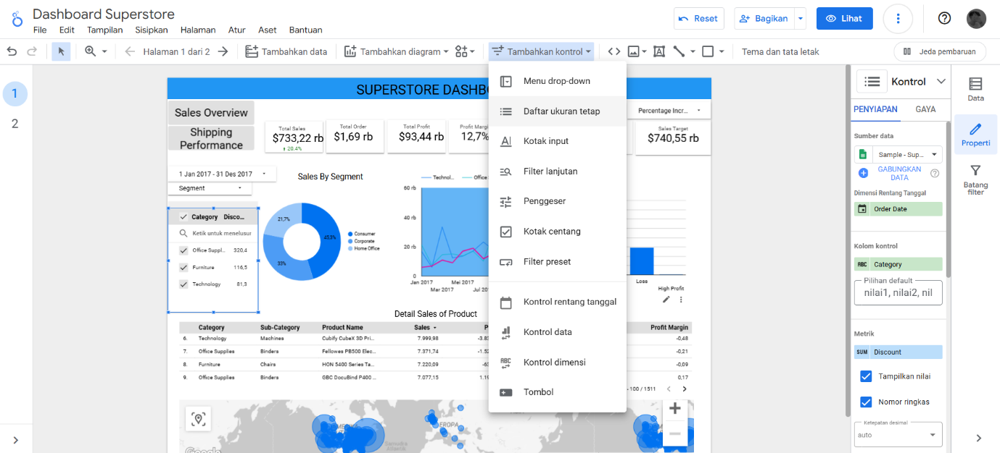 Dashboard Superstore
File Edit Tampilan Sisipkan Halaman Atur Aset Bantuan
Reset Bagikan Lihat
Halaman 1 dari 2 Tambahkan data Tambahkan diagram Tambahkan kontrol Tema dan tata letak Jeda pembaruan
1
2
SUPERSTORE DASHB
Sales Overview
Shipping
Performance
Total Sales
$733,22 rb
20.4%
Total Order
$1,69 rb
Total Profit
$93,44 rb
Profit Margi
12,7%
Percentage Incr...
Sales Target
$740,55 rb
1 Jan 2017 - 31 Des 2017
Segment
Category Disco...
Ketik untuk menelusur
Office Suppl... 320,4
Furniture 116,5
Technology 81,3
Sales By Segment
21,7%
33%
Consumer
Corporate
Home Office
Technol...
Office
60 rb
40 rb
20 rb
0
Jan 2017 Mei 2017
Mar 2017 Jul 20
Loss
High Profit
Menu drop-down
Daftar ukuran tetap
Kotak input
Filter lanjutan
Penggeser
Kotak centang
Filter preset
Kontrol rentang tanggal
Kontrol data
Kontrol dimensi
Tombol
Detail Sales of Product
Category Sub-Category Product Name Sales P Profit Margin
6. Technology Machines Cubify CubeX 3D Pri... 7.999,98 -3.83 -0,48
7. Office Supplies Binders Fellowes PB500 Elec... 7.371,74 -1.52 -0,21
8. Furniture Chairs HON 5400 Series Ta... 7.220,09 -63 -0,09
9. Office Supplies Binders GBC DocuBind P400 ... 7.077,15 1.19 0,17
- 100 / 1511
EROPA
Samudra
Atlantik
Google
Kontrol
PENYIAPAN GAYA
Sumber data
Sample - Sup...
GABUNGKAN
DATA
Dimensi Rentang Tanggal
Order Date
Kolom kontrol
ABC Category
Pilihan default
nilai1, nilai2, nil
Metrik
SUM Discount
Tampilkan nilai
Nomor ringkas
Ketepatan desimal
auto
Data
Properti
Batang
filter